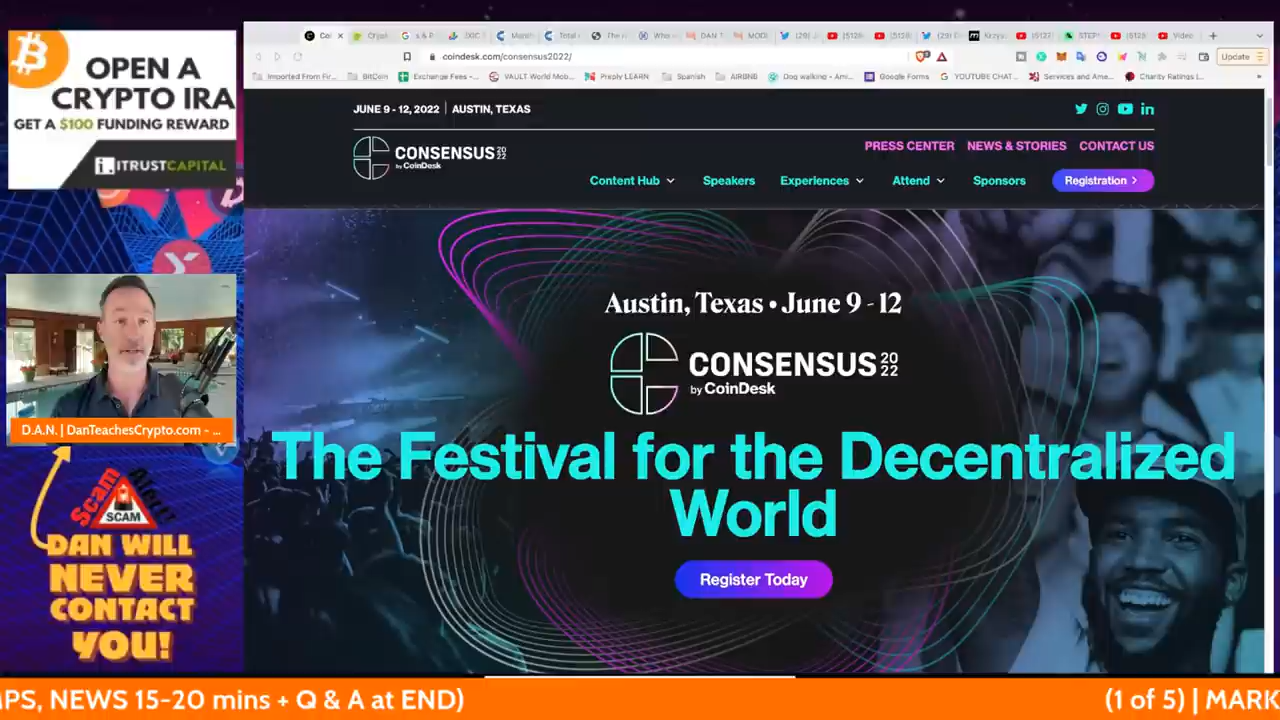 OPEN A
CRYPTO IRA
GET A $100 FUNDING REWARD
ITRUSTCAPITAL
D.A.N. | DanTeachesCrypto.com - ...
Scam Alert
SCAM
DAN WILL
NEVER
CONTACT
YOU!
coindesk.com/consensus2022/
Update
Imported From Fir...
BitCoin
Exchange Fees -...
VAULT World Mob...
Preply LEARN
Spanish
AIRBNB
Dog walking - Ami...
Google Forms
YOUTUBE CHAT...
Services and Ame...
Charity Ratings |...
JUNE 9 - 12, 2022 | AUSTIN, TEXAS
CONSENSUS 2022
by CoinDesk
PRESS CENTER NEWS & STORIES CONTACT US
Content Hub Speakers Experiences Attend Sponsors Registration >
Austin, Texas • June 9 - 12
CONSENSUS 2022
by CoinDesk
The Festival for the Decentralized
World
Register Today
MPS, NEWS 15-20 mins + Q & A at END)
(1 of 5) | MARK